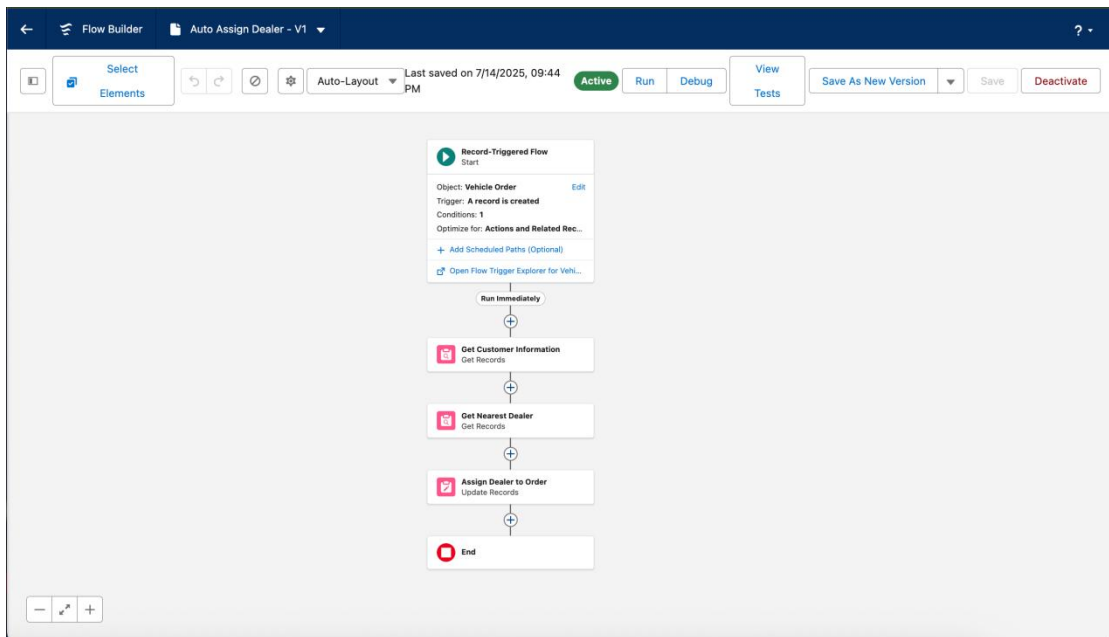 Flow Builder
Auto Assign Dealer - V1
?
Select Elements
Auto-Layout
Last saved on 7/14/2025, 09:44 PM
Active
Run
Debug
View Tests
Save As New Version
Save
Deactivate
Record-Triggered Flow
Start
Object: Vehicle Order
Edit
Trigger: A record is created
Conditions: 1
Optimize for: Actions and Related Rec...
+ Add Scheduled Paths (Optional)
Open Flow Trigger Explorer for Vehi...
Run Immediately
Get Customer Information
Get Records
Get Nearest Dealer
Get Records
Assign Dealer to Order
Update Records
End